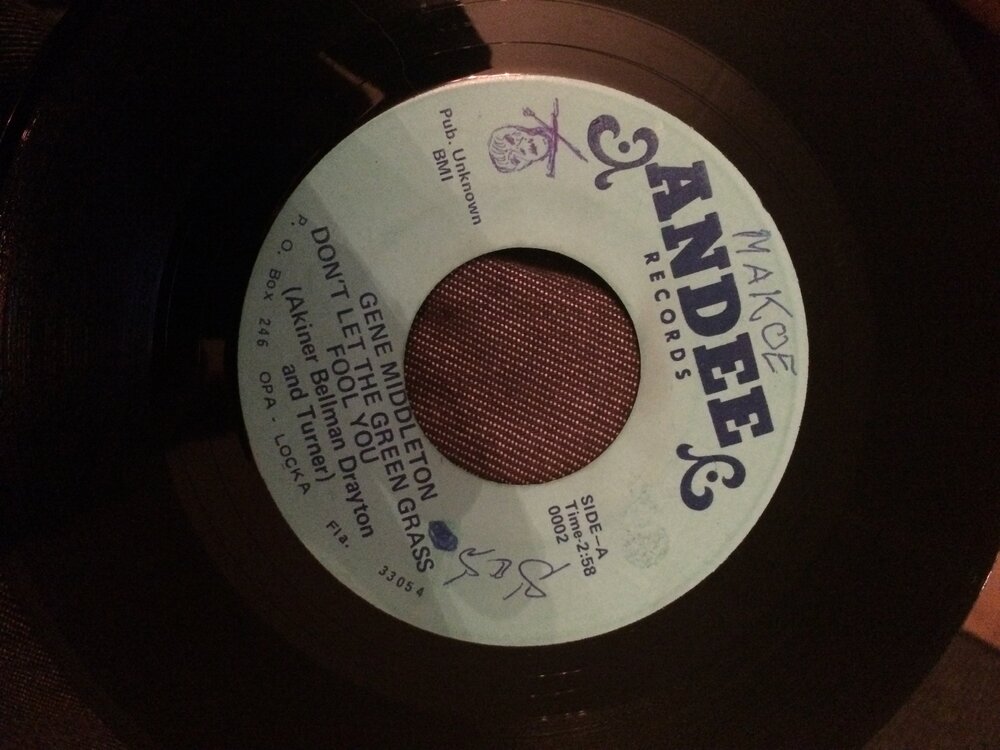 MAKOE
ANDEE
RECORDS
Pub. Unknown
BMI
SIDE-A
Time-2:58
0002
GENE MIDDLETON
DON'T LET THE GREEN GRASS
FOOL YOU
(Akiner Bellman Drayton
and Turner)
P. O. Box 246 OPA-LOCKA Fla. 33054